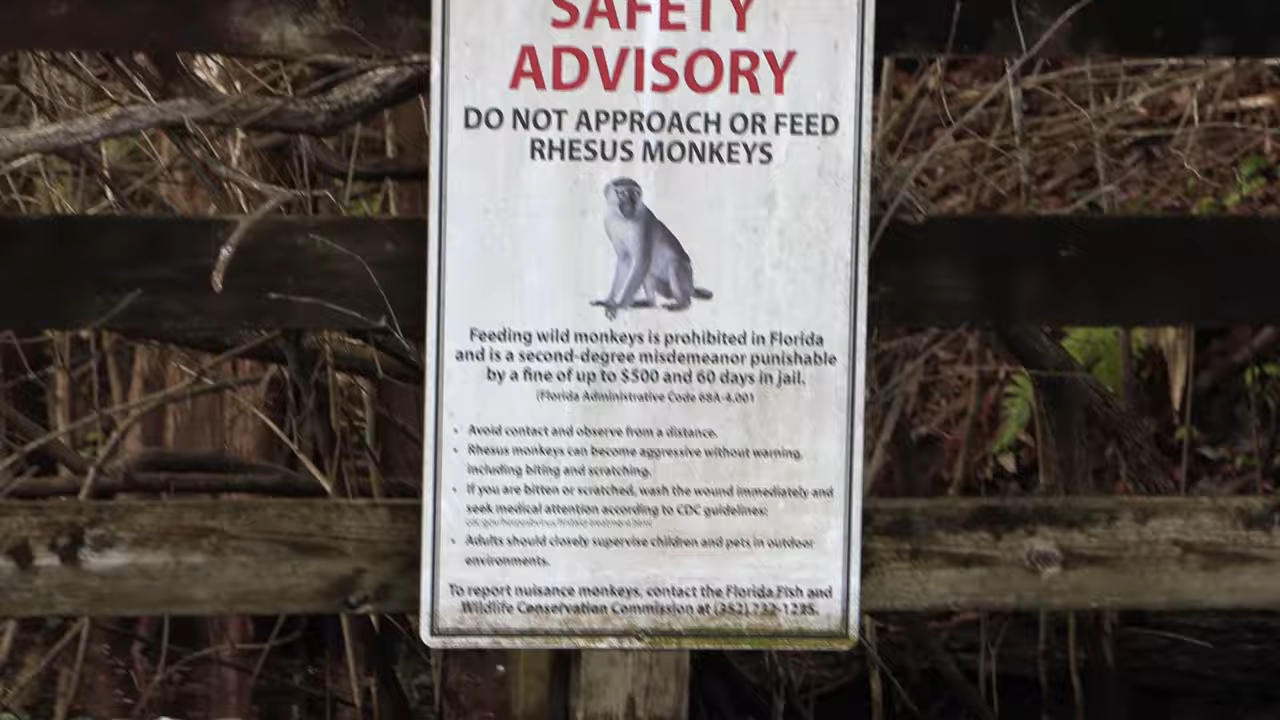 SAFETY
ADVISORY
DO NOT APPROACH OR FEED
RHESUS MONKEYS
Feeding wild monkeys is prohibited in Florida
and is a second-degree misdemeanor punishable
by a fine of up to $500 and 60 days in jail.
(Florida Administrative Code 68A-4.001
• Avoid contact and observe from a distance.
• Rhesus monkeys can become aggressive without warning,
including biting and scratching.
• If you are bitten or scratched, wash the wound immediately and
seek medical attention according to CDC guidelines:
• Adults should closely supervise children and pets in outdoor
environments.
To report nuisance monkeys, contact the Florida Fish and
Wildlife Conservation Commission at (352) 732-1225.